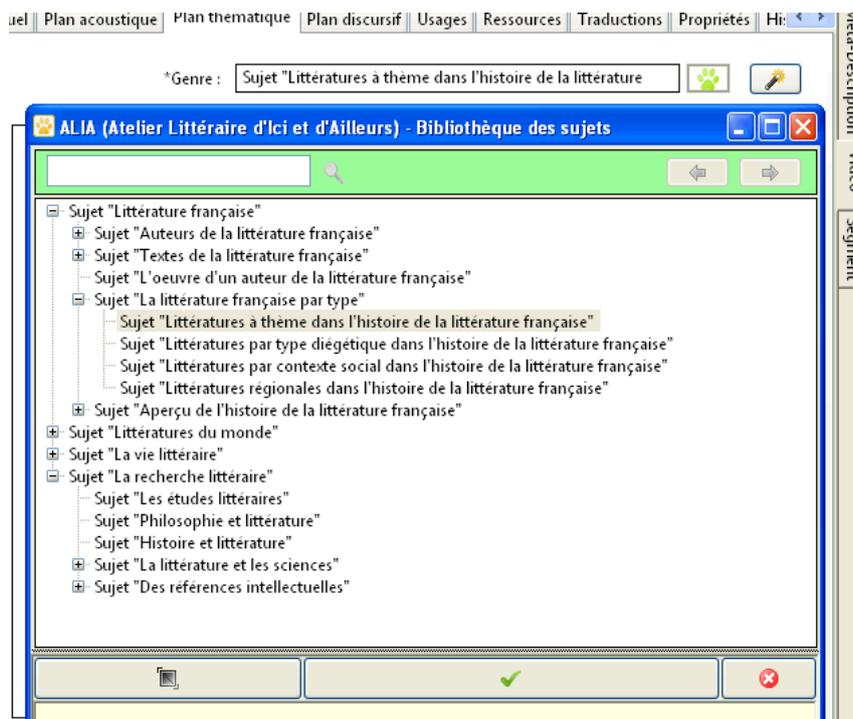 uel Plan acoustique Plan thématique Plan discursif Usages Ressources Traductions Propriétés His
*Genre : Sujet "Littératures à thème dans l'histoire de la littérature
ALIA (Atelier Littéraire d'Ici et d'Ailleurs) - Bibliothèque des sujets
Sujet "Littérature française"
Sujet "Auteurs de la littérature française"
Sujet "Textes de la littérature française"
Sujet "L'oeuvre d'un auteur de la littérature française"
Sujet "La littérature française par type"
Sujet "Littératures à thème dans l'histoire de la littérature française"
Sujet "Littératures par type diégétique dans l'histoire de la littérature française"
Sujet "Littératures par contexte social dans l'histoire de la littérature française"
Sujet "Littératures régionales dans l'histoire de la littérature française"
Sujet "Aperçu de l'histoire de la littérature française"
Sujet "Littératures du monde"
Sujet "La vie littéraire"
Sujet "La recherche littéraire"
Sujet "Les études littéraires"
Sujet "Philosophie et littérature"
Sujet "Histoire et littérature"
Sujet "La littérature et les sciences"
Sujet "Des références intellectuelles"
Méta-Description
Vidéo
Segment